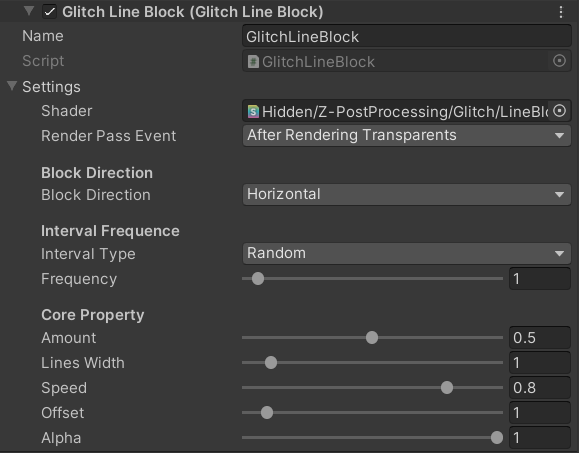 Glitch Line Block (Glitch Line Block)
Name GlitchLineBlock
Script GlitchLineBlock
Settings
Shader Hidden/Z-PostProcessing/Glitch/LineBlo
Render Pass Event After Rendering Transparents
Block Direction
Block Direction Horizontal
Interval Frequence
Interval Type Random
Frequency 1
Core Property
Amount 0.5
Lines Width 1
Speed 0.8
Offset 1
Alpha 1